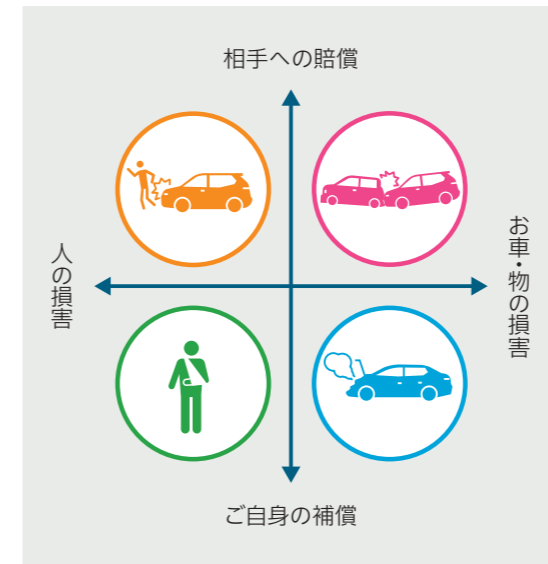 相手への賠償
人の損害
お車・物の損害
ご自身の補償